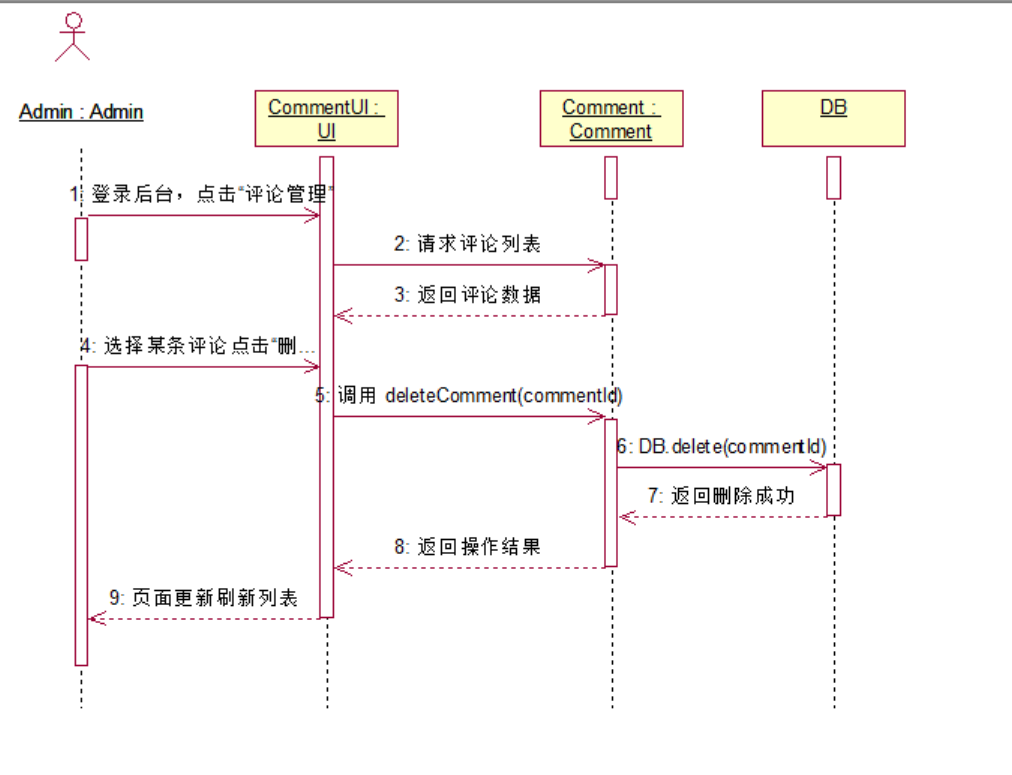 Admin : Admin
CommentUI :
UI
Comment :
Comment
DB
1: 登录后台，点击“评论管理”
2: 请求评论列表
3: 返回评论数据
4: 选择某条评论点击“删...
5: 调用 deleteComment(commentId)
6: DB.delete(commentId)
7: 返回删除成功
8: 返回操作结果
9: 页面更新刷新列表